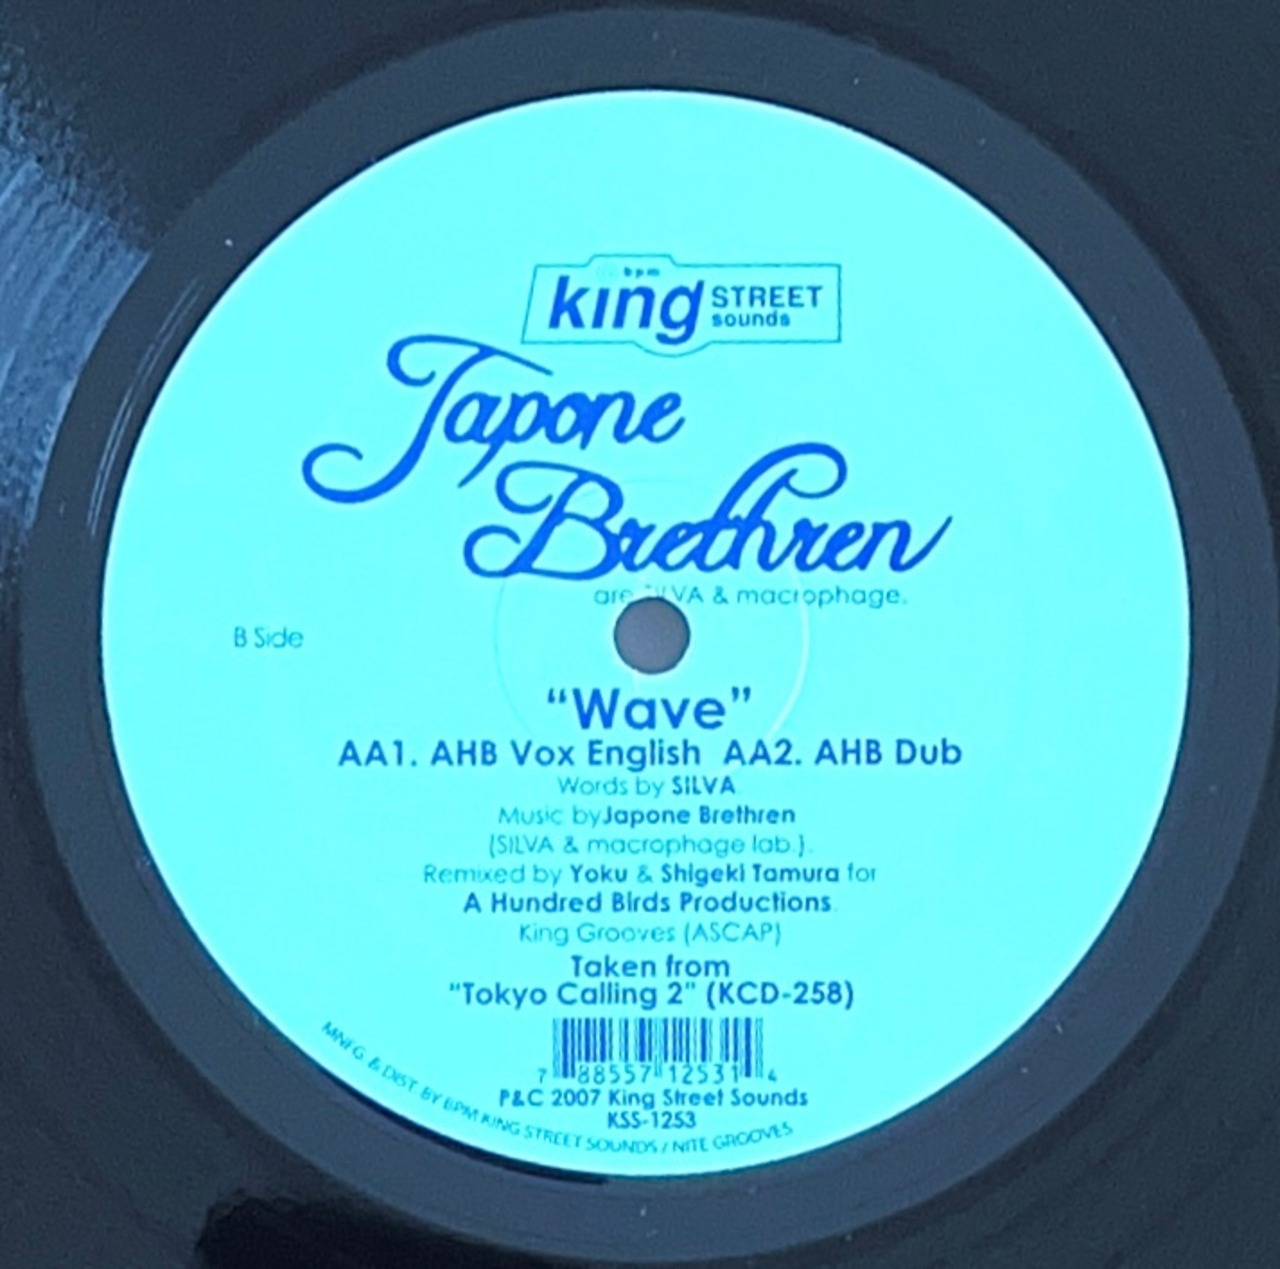 bpm
king STREET
sounds
Japone
Brethren
are SILVA & macrophage.
B Side
"Wave"
AA1. AHB Vox English AA2. AHB Dub
Words by SILVA
Music by Japone Brethren
(SILVA & macrophage lab.).
Remixed by Yoku & Shigeki Tamura for
A Hundred Birds Productions.
King Grooves (ASCAP)
Taken from
"Tokyo Calling 2" (KCD-258)
7 88557 12531 4
P&C 2007 King Street Sounds
KSS-1253
MNFG. & DIST. BY BPM KING STREET SOUNDS / NITE GROOVES